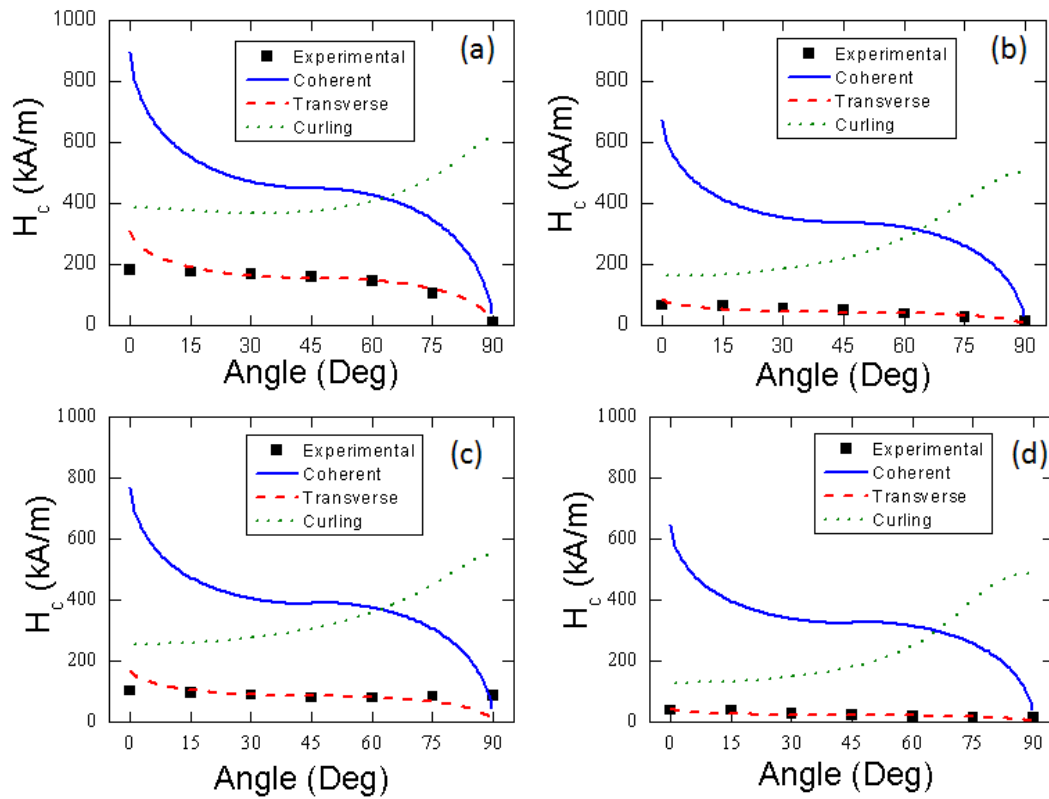 (a)
Experimental
Coherent
Transverse
Curling
1000
800
600
400
200
0
H_c (kA/m)
0 15 30 45 60 75 90
Angle (Deg)
(b)
Experimental
Coherent
Transverse
Curling
1000
800
600
400
200
0
H_c (kA/m)
0 15 30 45 60 75 90
Angle (Deg)
(c)
Experimental
Coherent
Transverse
Curling
1000
800
600
400
200
0
H_c (kA/m)
0 15 30 45 60 75 90
Angle (Deg)
(d)
Experimental
Coherent
Transverse
Curling
1000
800
600
400
200
0
H_c (kA/m)
0 15 30 45 60 75 90
Angle (Deg)